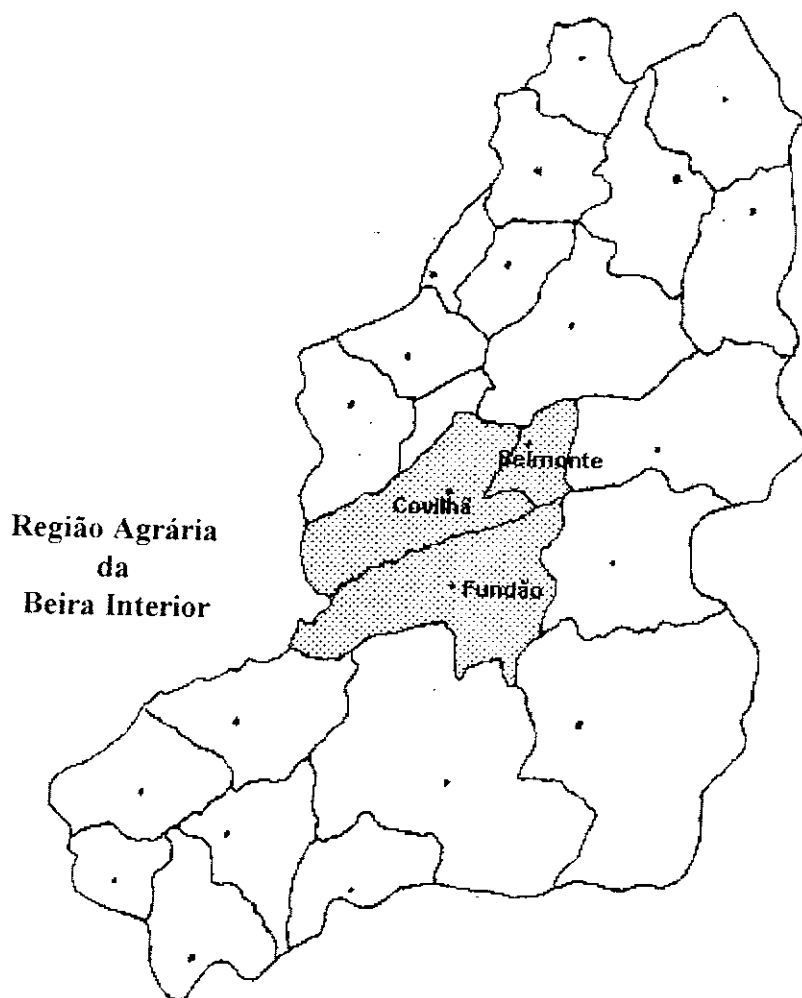 Belmonte
Covilhã
Região Agrária
da
Beira Interior
Fundão